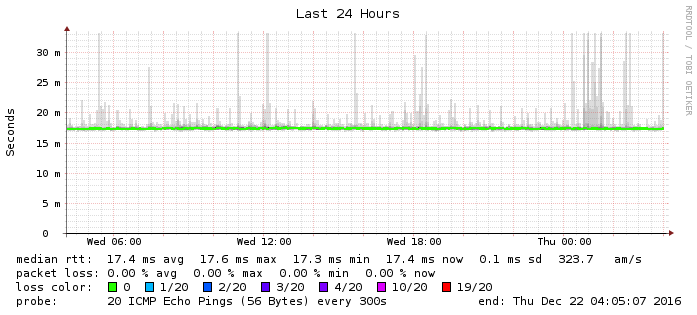 Last 24 Hours
RRDTOOL / TOBI OETIKER
Seconds
30 m
25 m
20 m
15 m
10 m
5 m
0
Wed 06:00 Wed 12:00 Wed 18:00 Thu 00:00
median rtt: 17.4 ms avg 17.6 ms max 17.3 ms min 17.4 ms now 0.1 ms sd 323.7 am/s
packet loss: 0.00 % avg 0.00 % max 0.00 % min 0.00 % now
loss color: 0 1/20 2/20 3/20 4/20 10/20 19/20
probe: 20 ICMP Echo Pings (56 Bytes) every 300s end: Thu Dec 22 04:05:07 2016